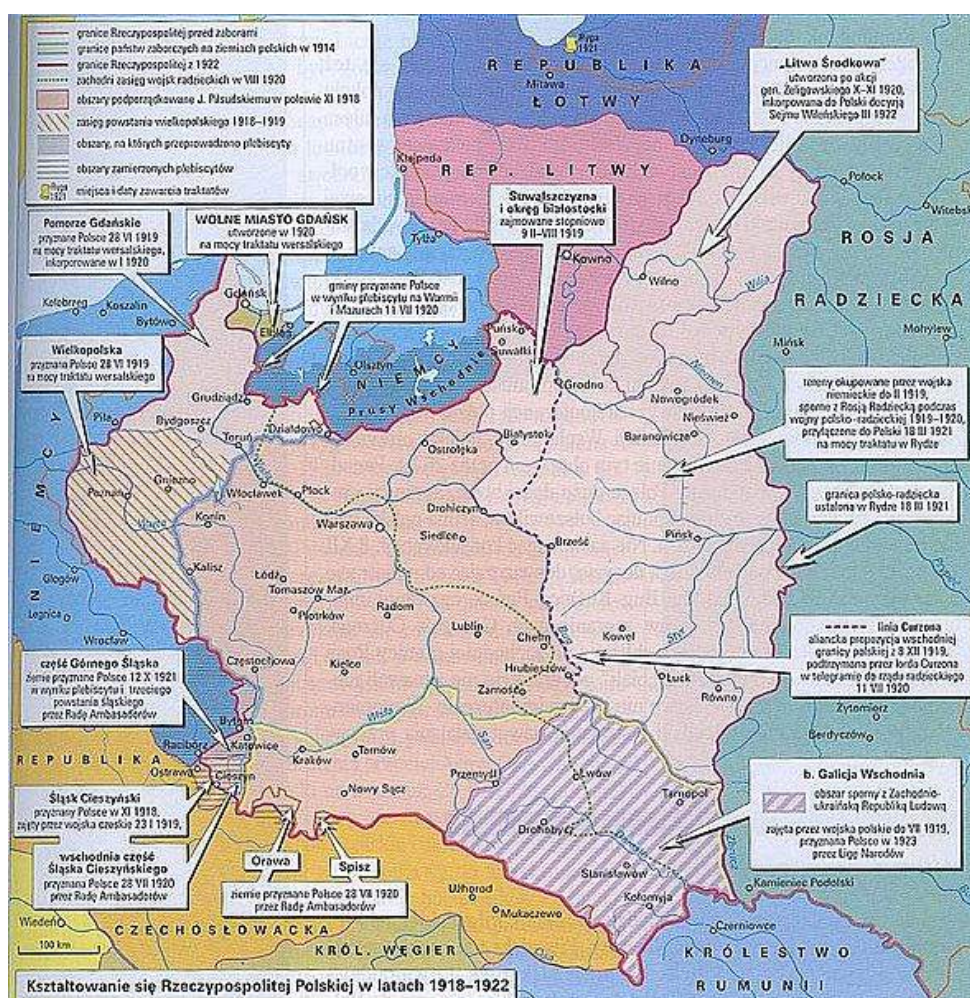 granice Rzeczypospolitej przed zaborami
granice państw zaborczych na ziemiach polskich w 1914
granice Rzeczypospolitej z 1922
zachodni zasięg wojsk radzieckich w VIII 1920
obszary podporządkowane J. Piłsudskiemu w połowie XI 1918
zasięg powstania wielkopolskiego 1918–1919
obszary, na których przeprowadzono plebiscyty
obszary zamierzonych plebiscytów
Ryga
1921
miejsca i daty zawarcia traktatów
Ryga
1921
REPUBLIKA
Mitawa
ŁOTWY
„Litwa Środkowa"
utworzona po akcji
gen. Żeligowskiego X–XI 1920,
inkorporowana do Polski decyzją
Sejmu Wileńskiego III 1922
Dyneburg
Kłajpeda
REP. LITWY
Połock
Witebsk
Pomorze Gdańskie
przyznane Polsce 28 VI 1919
na mocy traktatu wersalskiego,
inkorporowane w I 1920
WOLNE MIASTO GDAŃSK
utworzone w 1920
na mocy traktatu wersalskiego
Suwalszczyzna
i okręg białostocki
zajmowane stopniowo
9 II–VIII 1919
Tylża
Kowno
Wilno
Wilia
ROSJA
RADZIECKA
Kołobrzeg
Koszalin
Bytów
Gdańsk
Elbląg
gminy przyznane Polsce
w wyniku plebiscytu na Warmii
i Mazurach 11 VII 1920
Puńsk
Suwałki
Mohylew
Mińsk
Wielkopolska
przyznana Polsce 28 VI 1919
na mocy traktatu wersalskiego
Olsztyn
NIEMCY
Prusy Wschodnie
Grodno
Niemen
Nowogródek
Nieśwież
Baranowicze
tereny okupowane przez wojska
niemieckie do II 1919,
sporne z Rosją Radziecką podczas
wojny polsko-radzieckiej 1919–1920,
przyłączone do Polski 18 III 1921
na mocy traktatu w Rydze
Piła
Grudziądz
Bydgoszcz
Toruń
Działdowo
Ostrołęka
Białystok
NIEMCY
Poznań
Gniezno
Włocławek
Płock
Wisła
Warta
Konin
Warszawa
Drohiczyn
Siedlce
Brześć
Pińsk
granica polsko-radziecka
ustalona w Rydze 18 III 1921
Prypeć
Głogów
Legnica
Wrocław
Kalisz
Łódź
Tomaszow Maz.
Piotrków
Radom
Lublin
Chełm
Bug
Hrubieszów
Kowel
Styr
Łuck
Równo
linia Curzona
aliancka propozycja wschodniej
granicy polskiej z 8 XII 1919,
podtrzymana przez lorda Curzona
w telegramie do rządu radzieckiego
11 VII 1920
część Górnego Śląska
ziemie przyznane Polsce 12 X 1921
w wyniku plebiscytu i trzeciego
powstania śląskiego
przez Radę Ambasadorów
Częstochowa
Kielce
Zamość
Żytomierz
Berdyczów
Bytom
Racibórz
Katowice
Wisła
San
REPUBLIKA
Ostrawa
Cieszyn
Kraków
Tarnów
Nowy Sącz
Przemyśl
Lwów
Tarnopol
Drohobycz
Dniestr
Stanisławów
Kołomyja
Zbrucz
b. Galicja Wschodnia
obszar sporny z Zachodnio-
ukraińską Republiką Ludową
zajęta przez wojska polskie do VII 1919,
przyznana Polsce w 1923
przez Ligę Narodów
Śląsk Cieszyński
przyznany Polsce w XI 1918,
zajęty przez wojska czeskie 23 I 1919,
wschodnia część
Śląska Cieszyńskiego
przyznana Polsce 28 VII 1920
przez Radę Ambasadorów
Orawa
Spisz
ziemie przyznane Polsce 28 VII 1920
przez Radę Ambasadorów
Użhorod
Mukaczewo
Kamieniec Podolski
Czerniowce
Wiedeń
CZECHOSŁOWACKA
KRÓL. WĘGIER
KRÓLESTWO
RUMUNII
100 km
Kształtowanie się Rzeczypospolitej Polskiej w latach 1918–1922